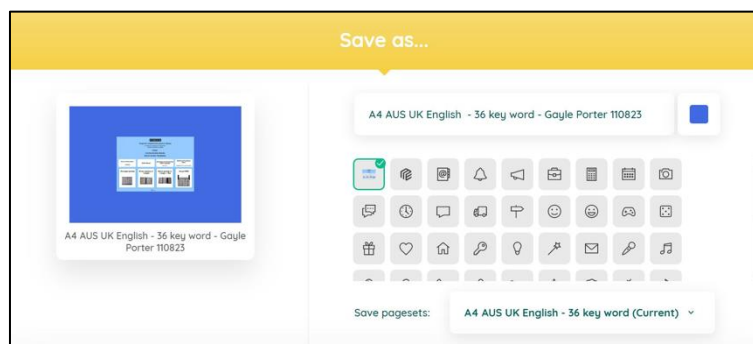 Save as...
A4 AUS UK English - 36 key word - Gayle Porter 110823
A4 AUS UK English - 36 key word - Gayle
Porter 110823
Save pagesets:
A4 AUS UK English - 36 key word (Current)